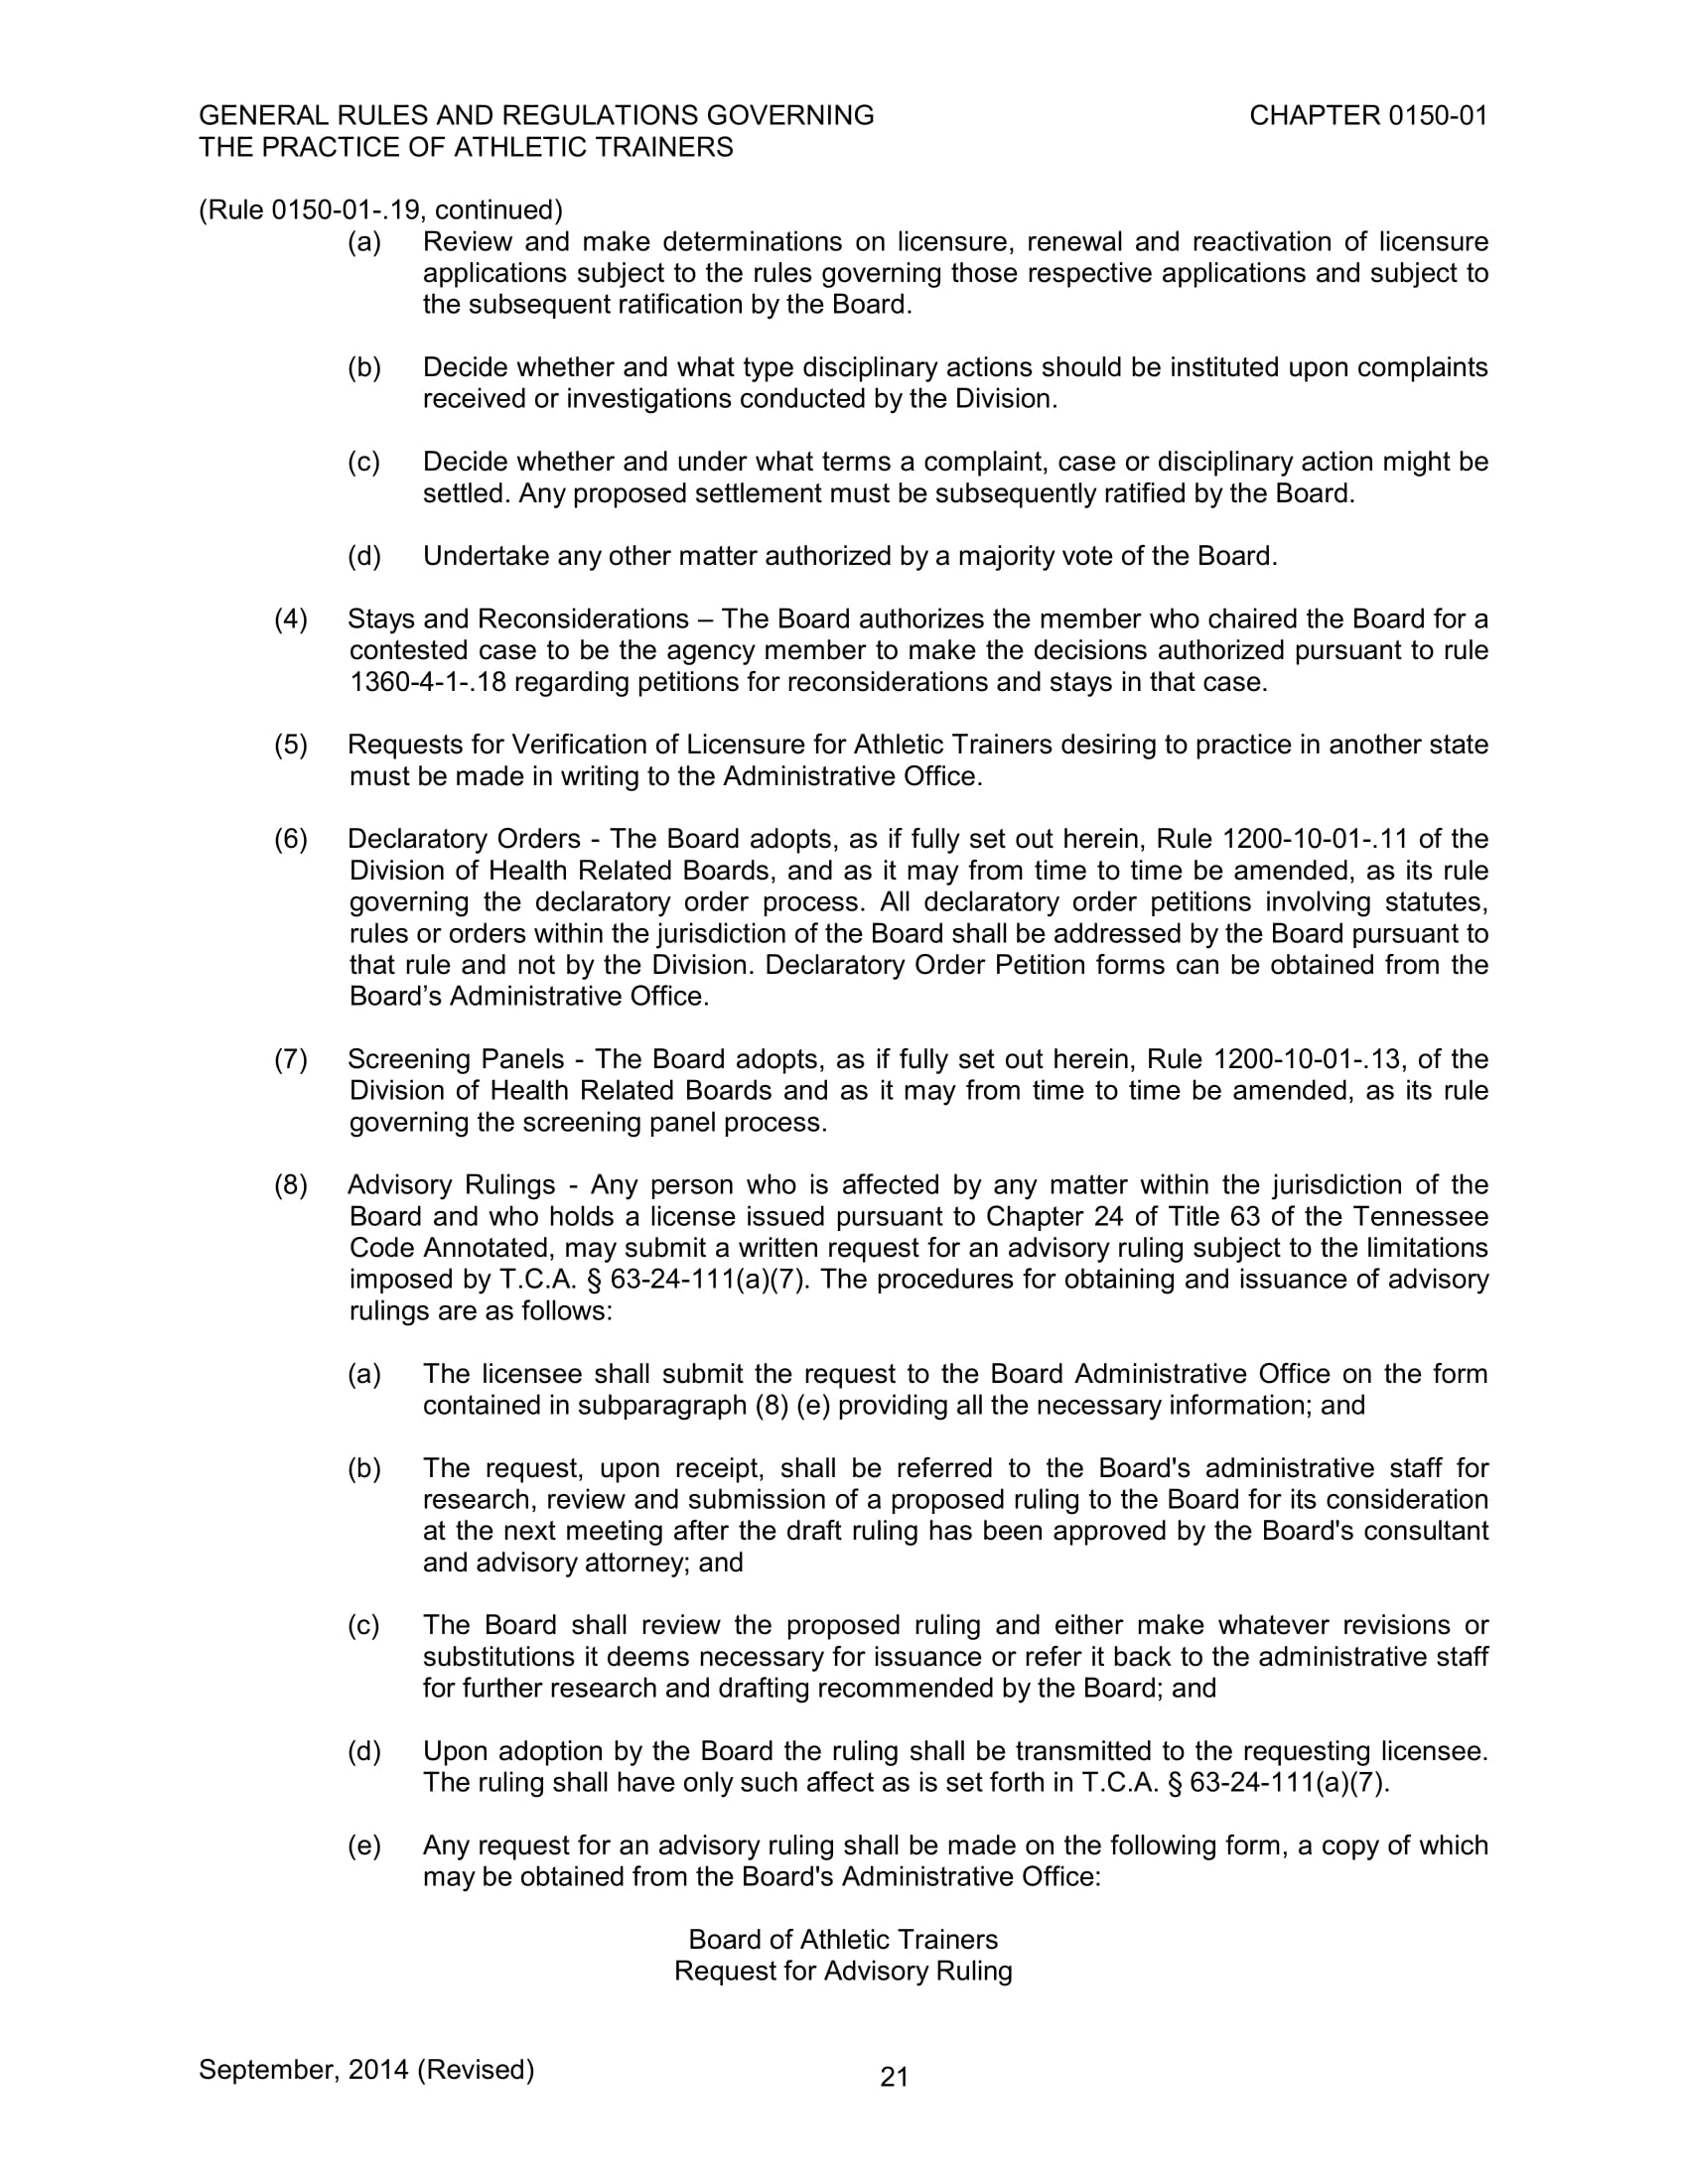 GENERAL RULES AND REGULATIONS GOVERNING CHAPTER 0150-01
THE PRACTICE OF ATHLETIC TRAINERS
(Rule 0150-01-.19, continued)
(a) Review and make determinations on licensure, renewal and reactivation of licensure
applications subject to the rules governing those respective applications and subject to
the subsequent ratification by the Board.
(b) Decide whether and what type disciplinary actions should be instituted upon complaints
received or investigations conducted by the Division.
(c) Decide whether and under what terms a complaint, case or disciplinary action might be
settled. Any proposed settlement must be subsequently ratified by the Board.
(d) Undertake any other matter authorized by a majority vote of the Board.
(4) Stays and Reconsiderations – The Board authorizes the member who chaired the Board for a
contested case to be the agency member to make the decisions authorized pursuant to rule
1360-4-1-.18 regarding petitions for reconsiderations and stays in that case.
(5) Requests for Verification of Licensure for Athletic Trainers desiring to practice in another state
must be made in writing to the Administrative Office.
(6) Declaratory Orders - The Board adopts, as if fully set out herein, Rule 1200-10-01-.11 of the
Division of Health Related Boards, and as it may from time to time be amended, as its rule
governing the declaratory order process. All declaratory order petitions involving statutes,
rules or orders within the jurisdiction of the Board shall be addressed by the Board pursuant to
that rule and not by the Division. Declaratory Order Petition forms can be obtained from the
Board’s Administrative Office.
(7) Screening Panels - The Board adopts, as if fully set out herein, Rule 1200-10-01-.13, of the
Division of Health Related Boards and as it may from time to time be amended, as its rule
governing the screening panel process.
(8) Advisory Rulings - Any person who is affected by any matter within the jurisdiction of the
Board and who holds a license issued pursuant to Chapter 24 of Title 63 of the Tennessee
Code Annotated, may submit a written request for an advisory ruling subject to the limitations
imposed by T.C.A. § 63-24-111(a)(7). The procedures for obtaining and issuance of advisory
rulings are as follows:
(a) The licensee shall submit the request to the Board Administrative Office on the form
contained in subparagraph (8) (e) providing all the necessary information; and
(b) The request, upon receipt, shall be referred to the Board's administrative staff for
research, review and submission of a proposed ruling to the Board for its consideration
at the next meeting after the draft ruling has been approved by the Board's consultant
and advisory attorney; and
(c) The Board shall review the proposed ruling and either make whatever revisions or
substitutions it deems necessary for issuance or refer it back to the administrative staff
for further research and drafting recommended by the Board; and
(d) Upon adoption by the Board the ruling shall be transmitted to the requesting licensee.
The ruling shall have only such affect as is set forth in T.C.A. § 63-24-111(a)(7).
(e) Any request for an advisory ruling shall be made on the following form, a copy of which
may be obtained from the Board's Administrative Office:
Board of Athletic Trainers
Request for Advisory Ruling
September, 2014 (Revised) 21